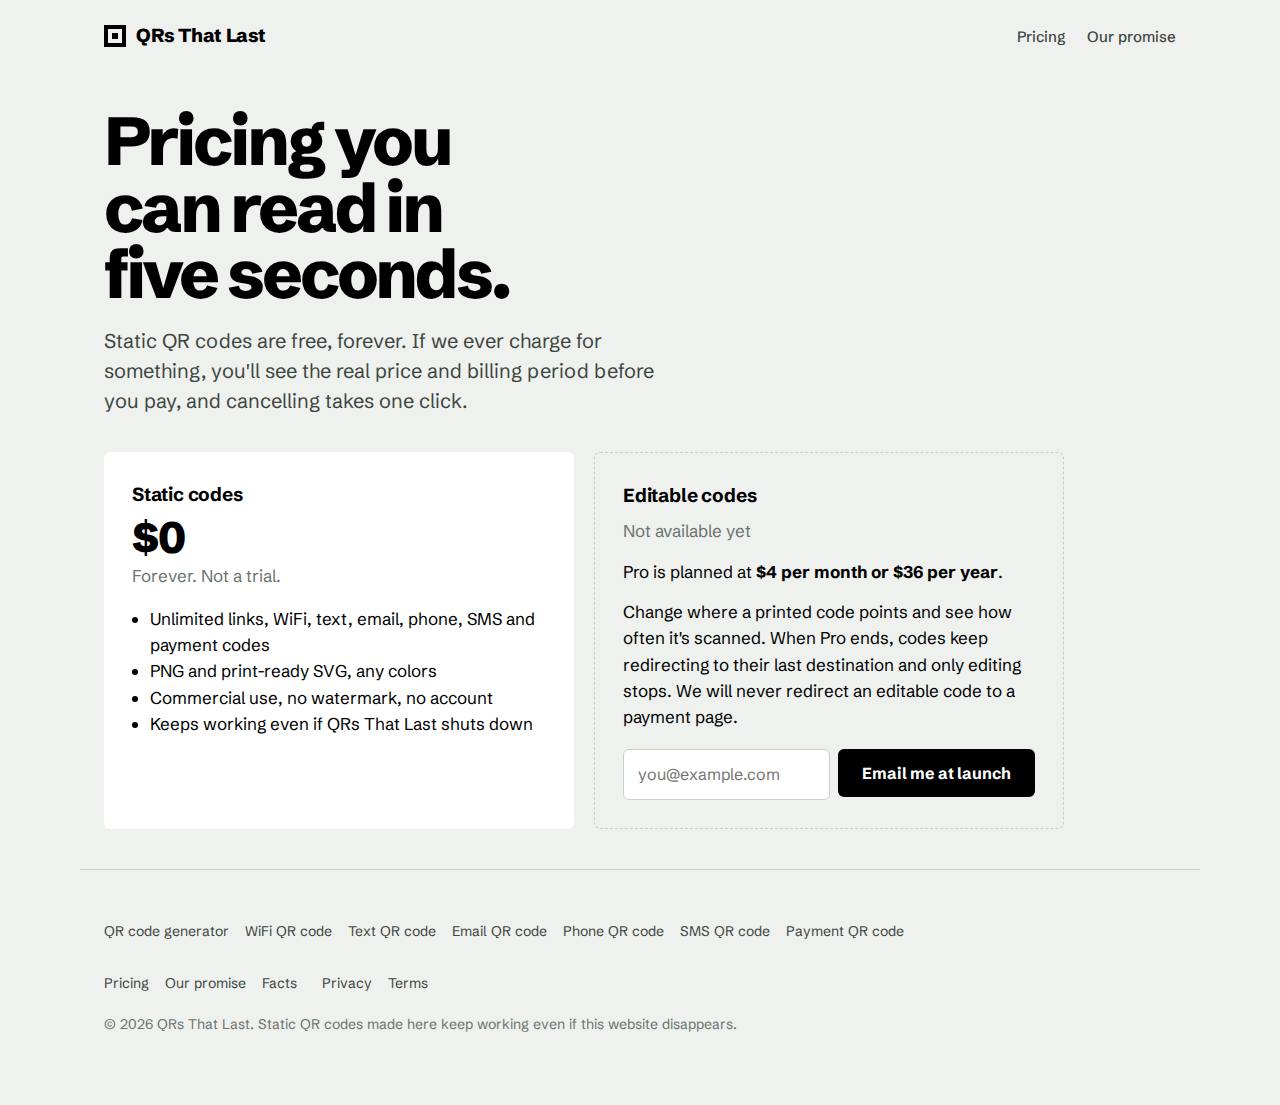 QRs That Last
Pricing Our promise
Pricing you
can read in
five seconds.
Static QR codes are free, forever. If we ever charge for
something, you'll see the real price and billing period before
you pay, and cancelling takes one click.
Static codes
$0
Forever. Not a trial.
• Unlimited links, WiFi, text, email, phone, SMS and
payment codes
• PNG and print-ready SVG, any colors
• Commercial use, no watermark, no account
• Keeps working even if QRs That Last shuts down
Editable codes
Not available yet
Pro is planned at $4 per month or $36 per year.
Change where a printed code points and see how
often it's scanned. When Pro ends, codes keep
redirecting to their last destination and only editing
stops. We will never redirect an editable code to a
payment page.
you@example.com
Email me at launch
QR code generator WiFi QR code Text QR code Email QR code Phone QR code SMS QR code Payment QR code
Pricing Our promise Facts Privacy Terms
© 2026 QRs That Last. Static QR codes made here keep working even if this website disappears.